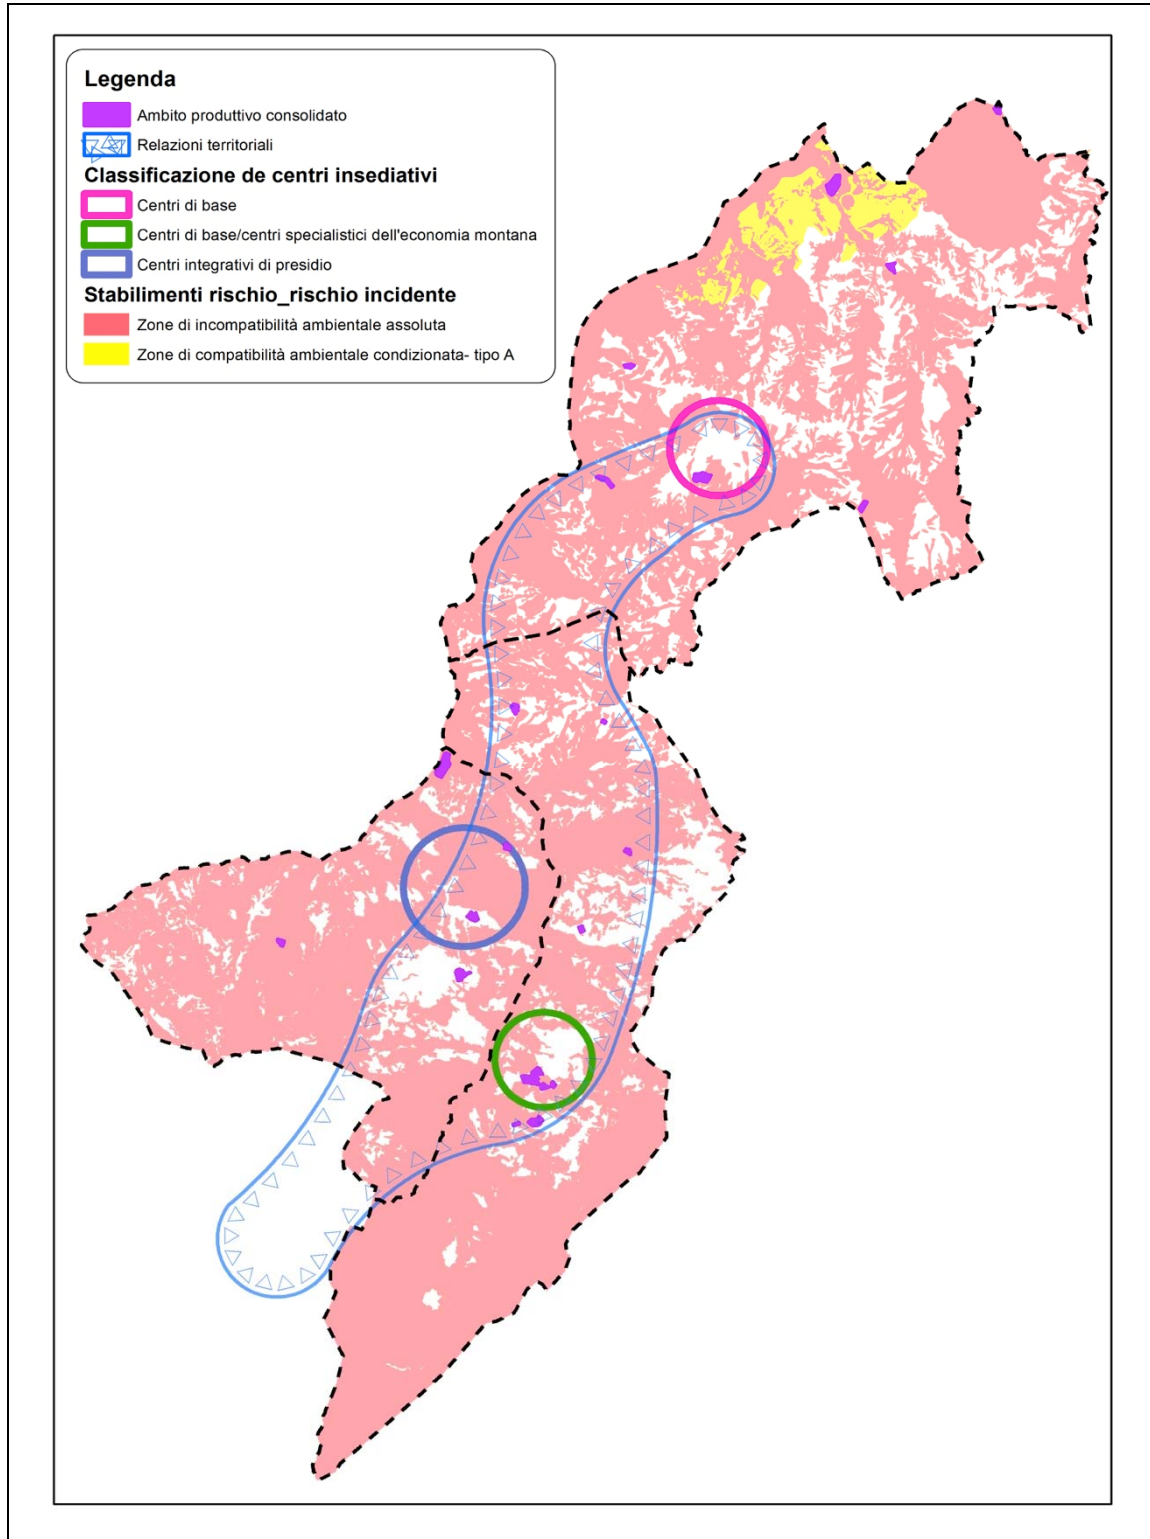 Legenda
Ambito produttivo consolidato
Relazioni territoriali
Classificazione de centri insediativi
Centri di base
Centri di base/centri specialistici dell'economia montana
Centri integrativi di presidio
Stabilimenti rischio_rischio incidente
Zone di incompatibilità ambientale assoluta
Zone di compatibilità ambientale condizionata- tipo A